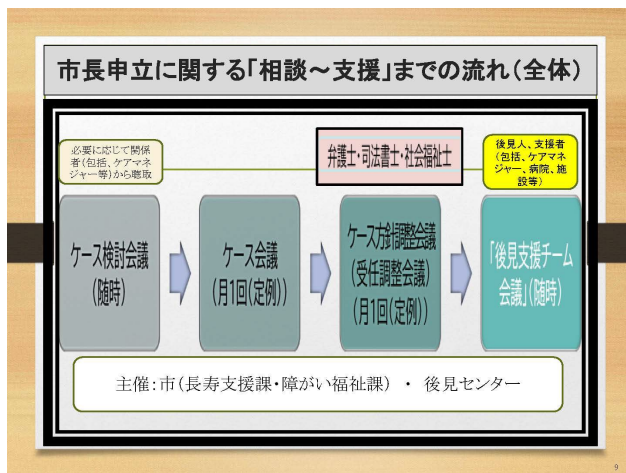 市長申立に関する「相談～支援」までの流れ（全体）
必要に応じて関係
者（包括、ケアマネ
ジャー等）から聴取
弁護士・司法書士・社会福祉士
後見人、支援者
（包括、ケアマネ
ジャー、病院、施
設等）
ケース検討会議
（随時）
ケース会議
（月1回（定例））
ケース方針調整会議
（受任調整会議）
（月1回（定例））
「後見支援チーム
会議」（随時）
主催：市（長寿支援課・障がい福祉課） ・ 後見センター
9